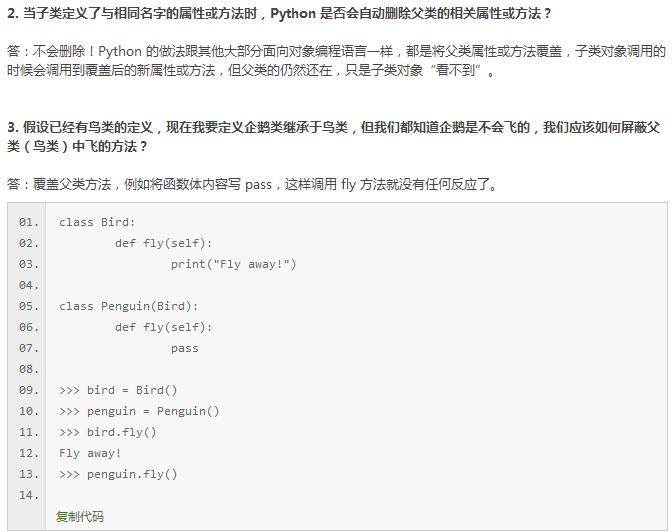 2. 当子类定义了与相同名字的属性或方法时，Python 是否会自动删除父类的相关属性或方法？
答：不会删除！Python 的做法跟其他大部分面向对象编程语言一样，都是将父类属性或方法覆盖，子类对象调用的
时候会调用到覆盖后的新属性或方法，但父类的仍然还在，只是子类对象“看不到”。
3. 假设已经有鸟类的定义，现在我要定义企鹅类继承于鸟类，但我们都知道企鹅是不会飞的，我们应该如何屏蔽父
类（鸟类）中飞的方法？
答：覆盖父类方法，例如将函数体内容写 pass，这样调用 fly 方法就没有任何反应了。
01. class Bird:
02.         def fly(self):
03.                 print("Fly away!")
04.
05. class Penguin(Bird):
06.         def fly(self):
07.                 pass
08.
09. >>> bird = Bird()
10. >>> penguin = Penguin()
11. >>> bird.fly()
12. Fly away!
13. >>> penguin.fly()
14.
复制代码